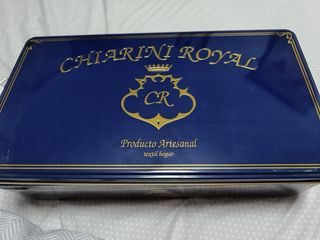 CHIARINI ROYAL
CR
Producto Artesanal
textil hogar